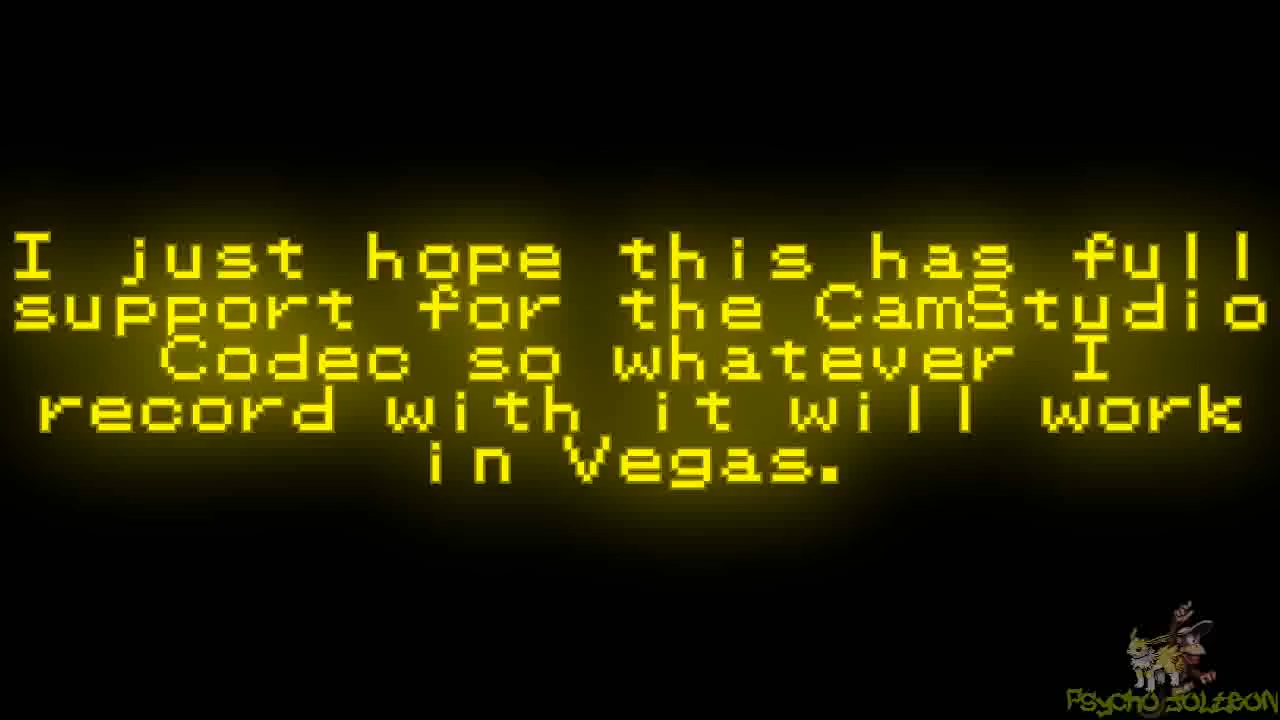 I just hope this has full
support for the CamStudio
Codec so whatever I
record with it will work
in Vegas.
Psycho Jolteon